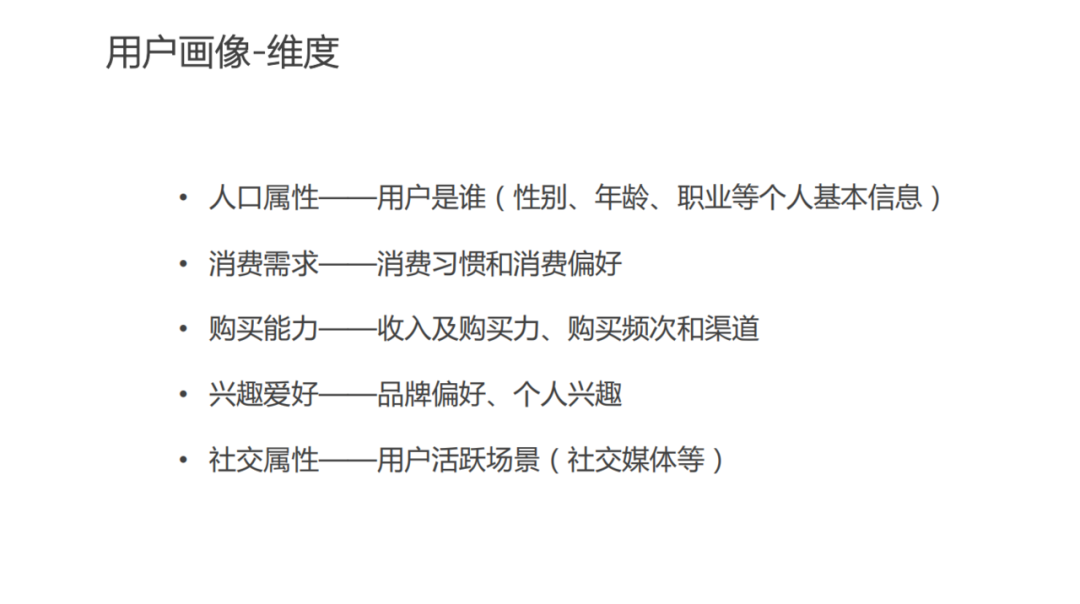 用户画像-维度
• 人口属性——用户是谁（性别、年龄、职业等个人基本信息）
• 消费需求——消费习惯和消费偏好
• 购买能力——收入及购买力、购买频次和渠道
• 兴趣爱好——品牌偏好、个人兴趣
• 社交属性——用户活跃场景（社交媒体等）